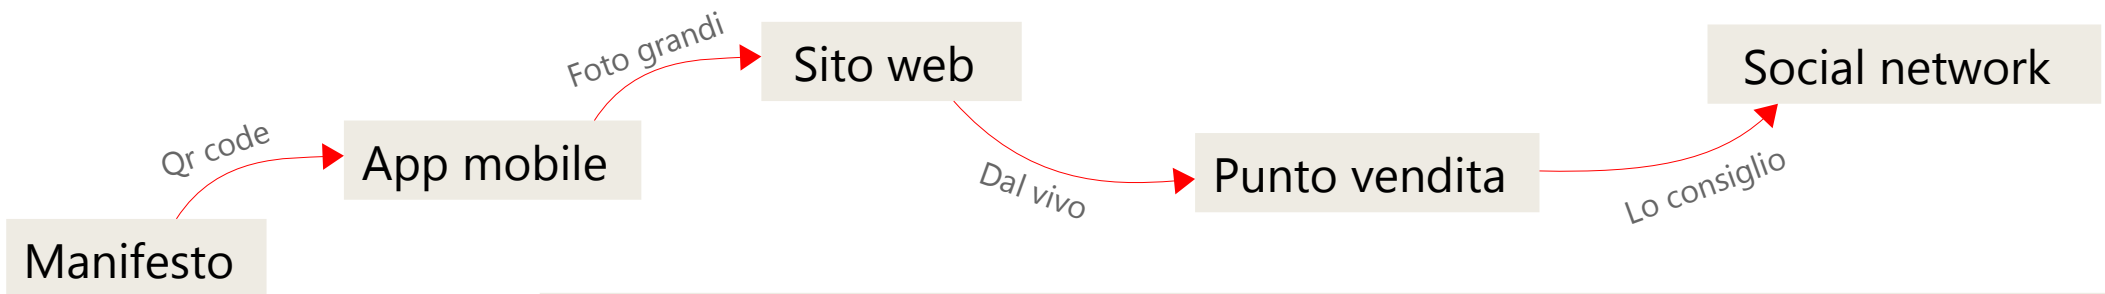 Manifesto
Qr code
App mobile
Foto grandi
Sito web
Dal vivo
Punto vendita
Lo consiglio
Social network